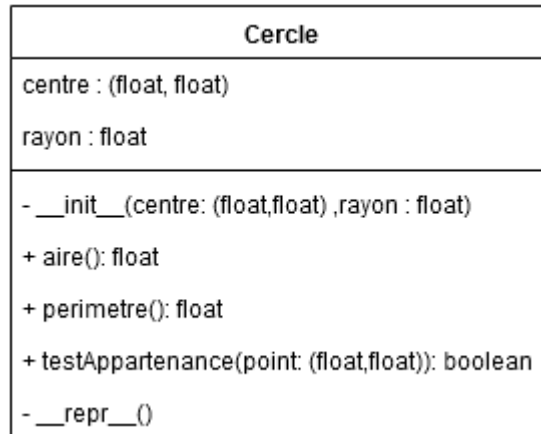 Cercle
centre : (float, float)
rayon : float
- __init__(centre: (float,float) ,rayon : float)
+ aire(): float
+ perimetre(): float
+ testAppartenance(point: (float,float)): boolean
- __repr__()